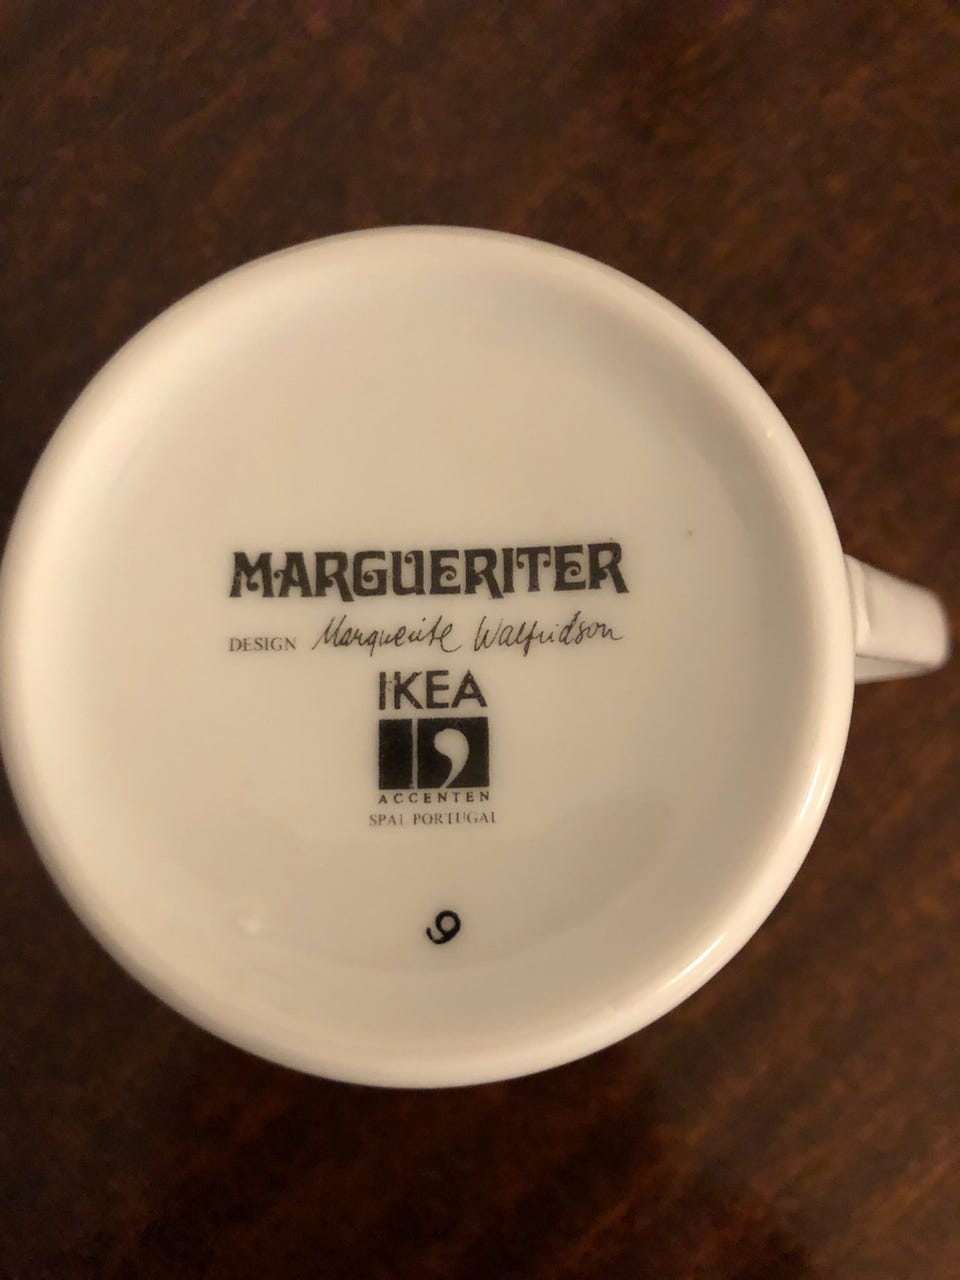 MARGUERITER
DESIGN Marguerite Walfridson
IKEA
ACCENTEN
SPAL PORTUGAL
9